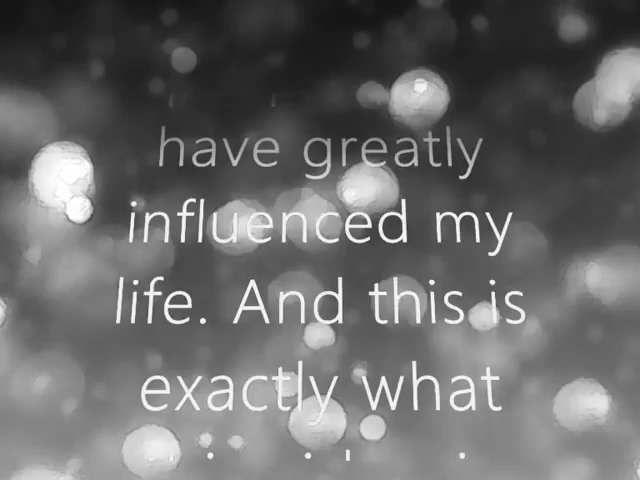 have greatly
influenced my
life. And this is
exactly what